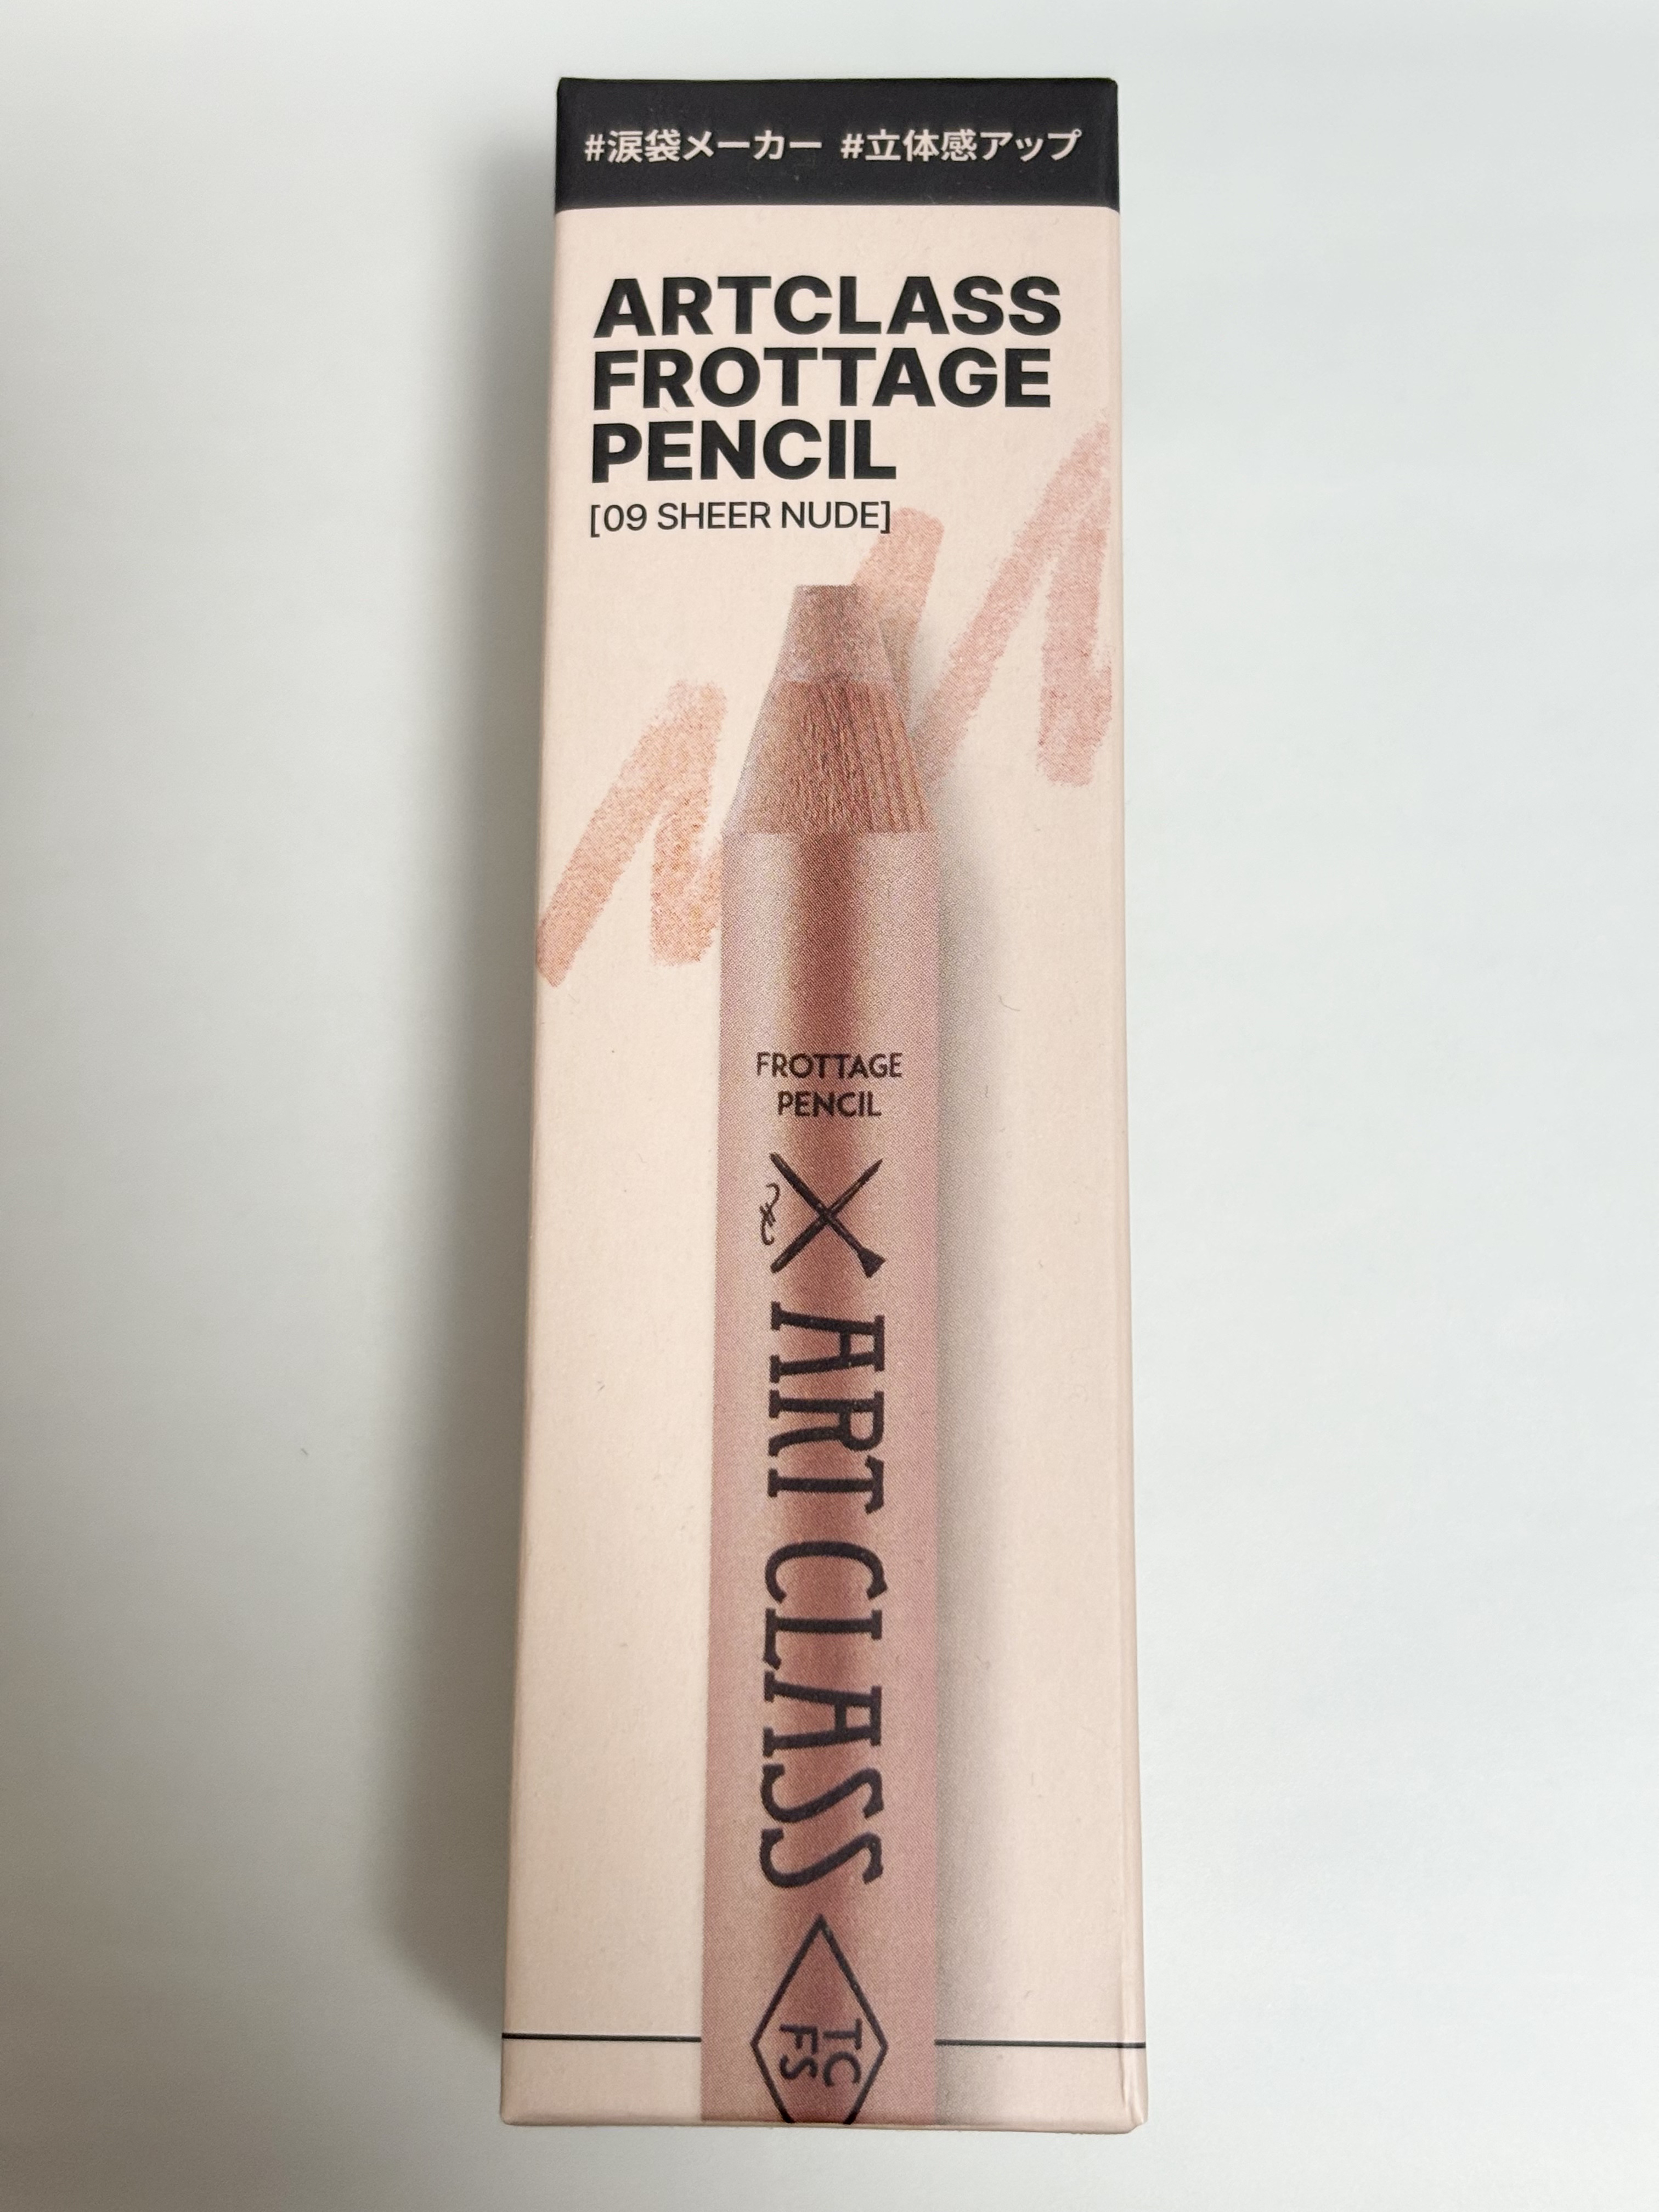 #涙袋メーカー #立体感アップ
ARTCLASS
FROTTAGE
PENCIL
[09 SHEER NUDE]
FROTTAGE
PENCIL
ART CLASS
TC
FS